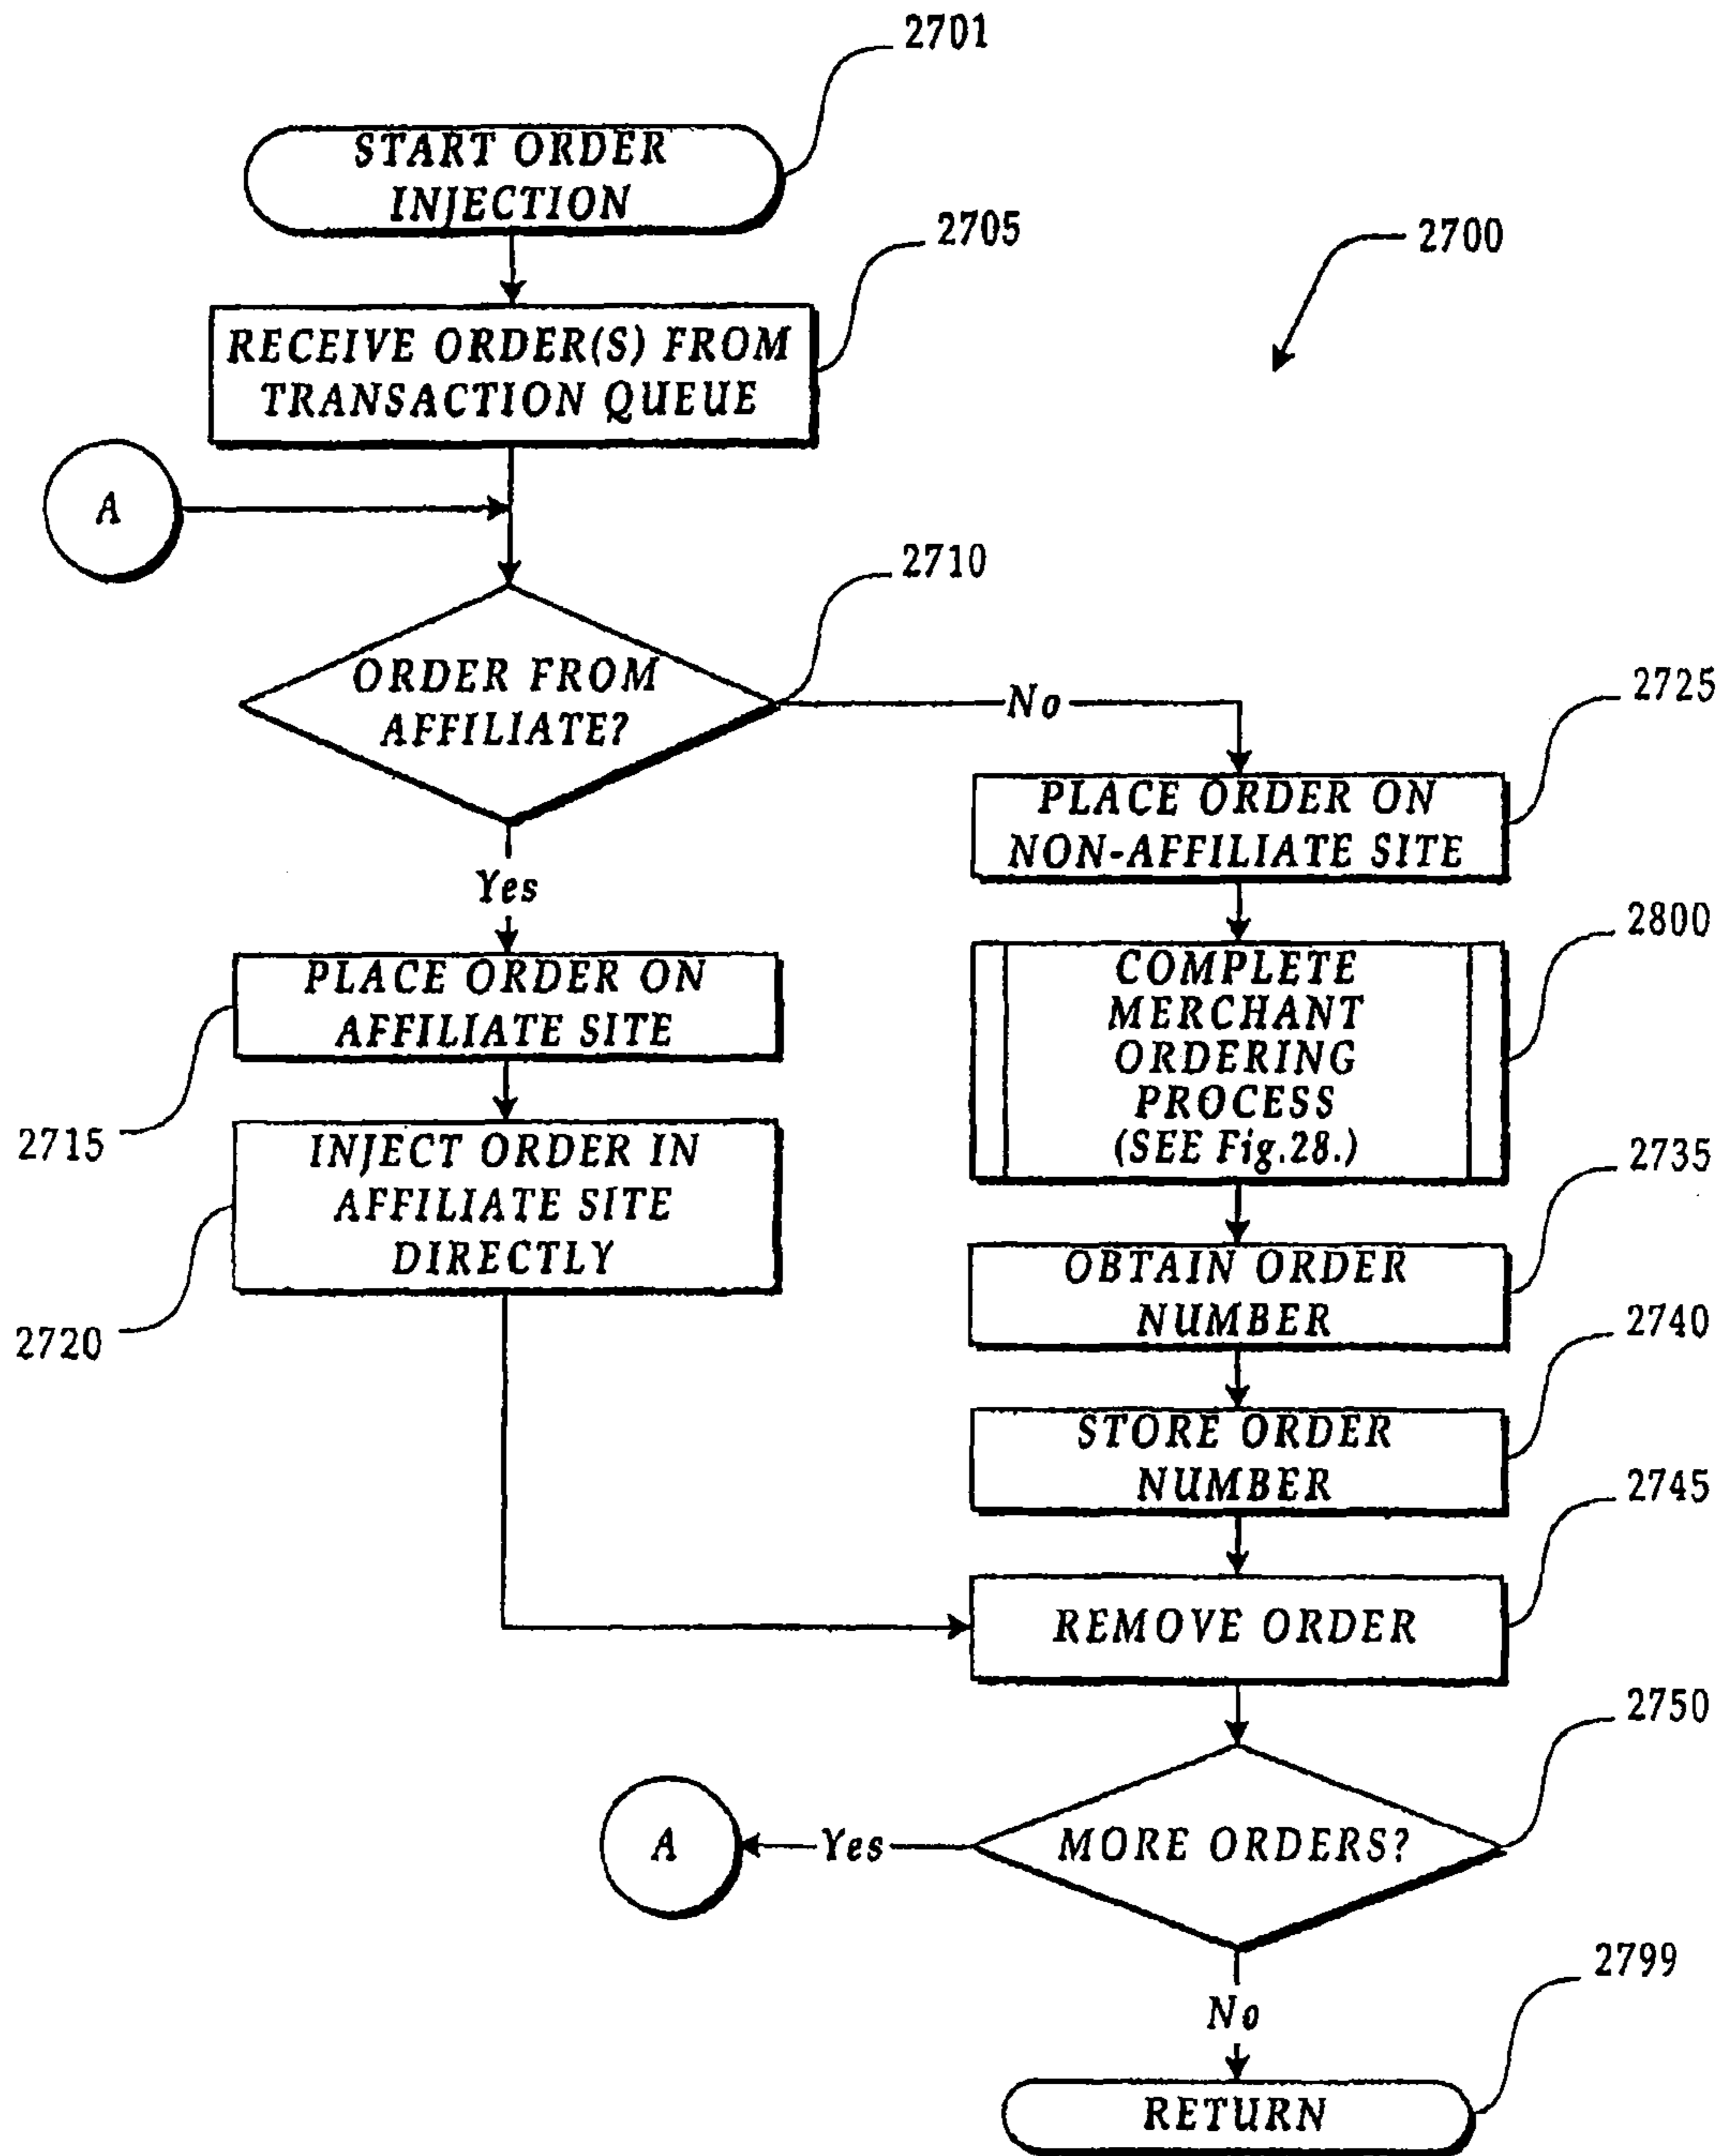 2701
START ORDER
INJECTION
2705
2700
RECEIVE ORDER(S) FROM
TRANSACTION QUEUE
A
2710
ORDER FROM
AFFILIATE?
No
2725
PLACE ORDER ON
NON-AFFILIATE SITE
Yes
2800
PLACE ORDER ON
AFFILIATE SITE
COMPLETE
MERCHANT
ORDERING
PROCESS
(SEE Fig.28.)
2715
INJECT ORDER IN
AFFILIATE SITE
DIRECTLY
2735
2720
OBTAIN ORDER
NUMBER
2740
STORE ORDER
NUMBER
2745
REMOVE ORDER
2750
A
Yes
MORE ORDERS?
2799
No
RETURN